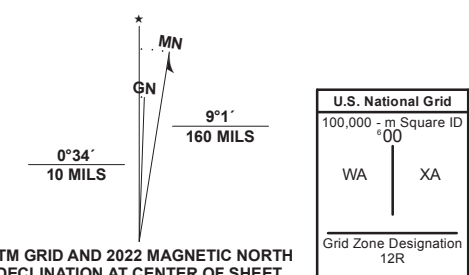 MN
GN
9°1´
160 MILS
0°34´
10 MILS
TM GRID AND 2022 MAGNETIC NORTH
DECLINATION AT CENTER OF SHEET
U.S. National Grid
100,000 - m Square ID
⁶00
WA XA
Grid Zone Designation
12R